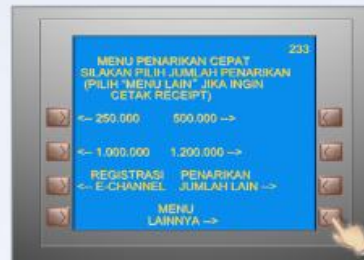 233
MENU PENARIKAN CEPAT
SILAKAN PILIH JUMLAH PENARIKAN
(PILIH "MENU LAIN" JIKA INGIN
CETAK RECEIPT)
<-- 250.000 500.000 -->
<-- 1.000.000 1.200.000 -->
REGISTRASI PENARIKAN
<-- E-CHANNEL JUMLAH LAIN -->
MENU
LAINNYA -->